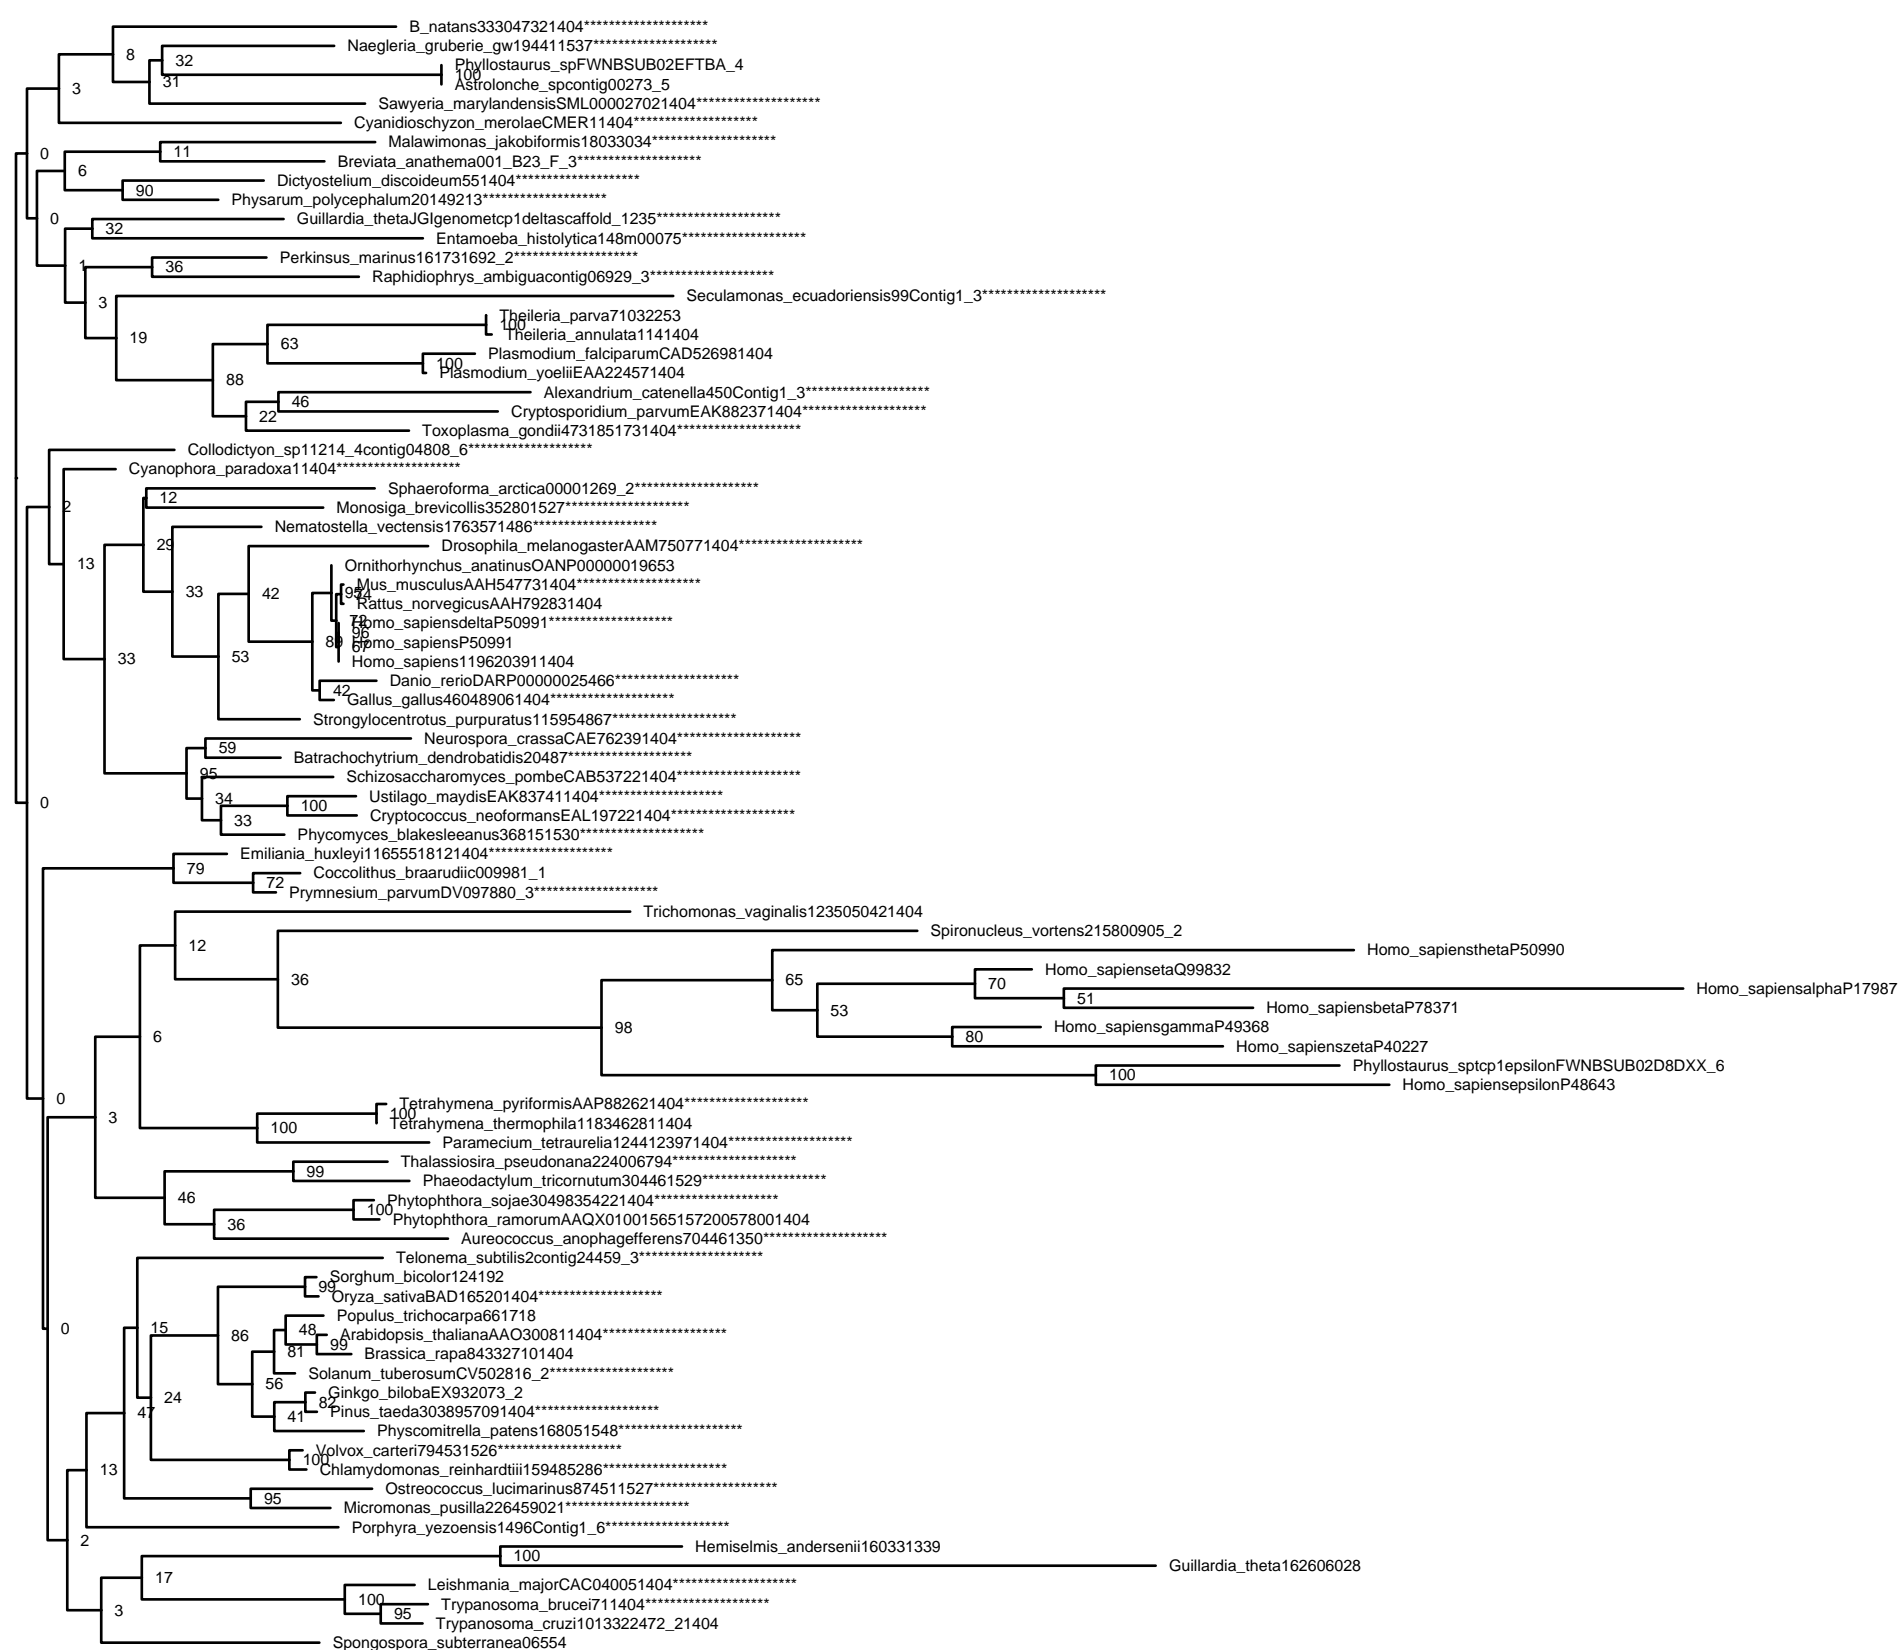 B_natans333047321404********************
8
Naegleria_gruberie_gw194411537********************
32
Phyllostaurus_spFWNBSUB02EFTBA_4
100
31
Astrolonche_spcontig00273_5
3
Sawyeria_marylandensisSML000027021404********************
Cyanidioschyzon_merolaeCMER11404********************
Malawimonas_jakobiformis18033034********************
0
11
Breviata_anathema001_B23_F_3********************
6
Dictyostelium_discoideum551404********************
90
Physarum_polycephalum20149213********************
0
Guillardia_thetaJGIgenometcp1deltascaffold_1235********************
32
Entamoeba_histolytica148m00075********************
Perkinsus_marinus161731692_2********************
1
36
Raphidiophrys_ambiguacontig06929_3********************
3
Seculamonas_ecuadoriensis99Contig1_3********************
Theileria_parva71032253
100
19
Theileria_annulata1141404
63
Plasmodium_falciparumCAD526981404
100
Plasmodium_yoeliiEAA224571404
88
Alexandrium_catenella450Contig1_3********************
46
Cryptosporidium_parvumEAK882371404********************
22
Toxoplasma_gondii4731851731404********************
Collodictyon_sp11214_4contig04808_6********************
Cyanophora_paradoxa11404********************
Sphaeroforma_arctica00001269_2********************
12
2
Monosiga_brevicollis352801527********************
Nematostella_vectensis1763571486********************
29
Drosophila_melanogasterAAM750771404********************
13
Ornithorhynchus_anatinusOANP00000019653
Mus_musculusAAH547731404********************
33
42
95
74
Rattus_norvegicusAAH792831404
72
Homo_sapiensdeltaP50991********************
96
89
Homo_sapiensP50991
67
33
53
Homo_sapiens1196203911404
Danio_rerioDARP00000025466********************
42
Gallus_gallus460489061404********************
Strongylocentrotus_purpuratus115954867********************
Neurospora_crassaCAE762391404********************
59
Batrachochytrium_dendrobatidis20487********************
95
Schizosaccharomyces_pombeCAB537221404********************
34
Ustilago_maydisEAK837411404********************
0
100
Cryptococcus_neoformansEAL197221404********************
33
Phycomyces_blakesleeanus368151530********************
Emiliania_huxleyi11655518121404********************
79
Coccolithus_braarudiic009981_1
72
Prymnesium_parvumDV097880_3********************
Trichomonas_vaginalis1235050421404
12
Spironucleus_vortens215800905_2
Homo_sapiensthetaP50990
36
65
Homo_sapiensetaQ99832
70
Homo_sapiensalphaP17987
51
53
Homo_sapiensbetaP78371
98
Homo_sapiensgammaP49368
6
80
Homo_sapienszetaP40227
Phyllostaurus_sptcp1epsilonFWNBSUB02D8DXX_6
100
Homo_sapiensepsilonP48643
0
Tetrahymena_pyriformisAAP882621404********************
100
3
Tetrahymena_thermophila1183462811404
100
Paramecium_tetraurelia1244123971404********************
Thalassiosira_pseudonana224006794********************
99
Phaeodactylum_tricornutum304461529********************
46
Phytophthora_sojae30498354221404********************
100
Phytophthora_ramorumAAQX01001565157200578001404
36
Aureococcus_anophagefferens704461350********************
Telonema_subtilis2contig24459_3********************
Sorghum_bicolor124192
99
Oryza_sativaBAD165201404********************
0
15
86
Populus_trichocarpa661718
48
Arabidopsis_thalianaAAO300811404********************
99
81
Brassica_rapa843327101404
Solanum_tuberosumCV502816_2********************
56
Ginkgo_bilobaEX932073_2
24
82
47
Pinus_taeda3038957091404********************
41
Physcomitrella_patens168051548********************
Volvox_carteri794531526********************
100
13
Chlamydomonas_reinhardtiii159485286********************
Ostreococcus_lucimarinus874511527********************
95
Micromonas_pusilla226459021********************
Porphyra_yezoensis1496Contig1_6********************
2
Hemiselmis_andersenii160331339
100
Guillardia_theta162606028
17
Leishmania_majorCAC040051404********************
100
Trypanosoma_brucei711404********************
3
95
Trypanosoma_cruzi1013322472_21404
Spongospora_subterranea06554